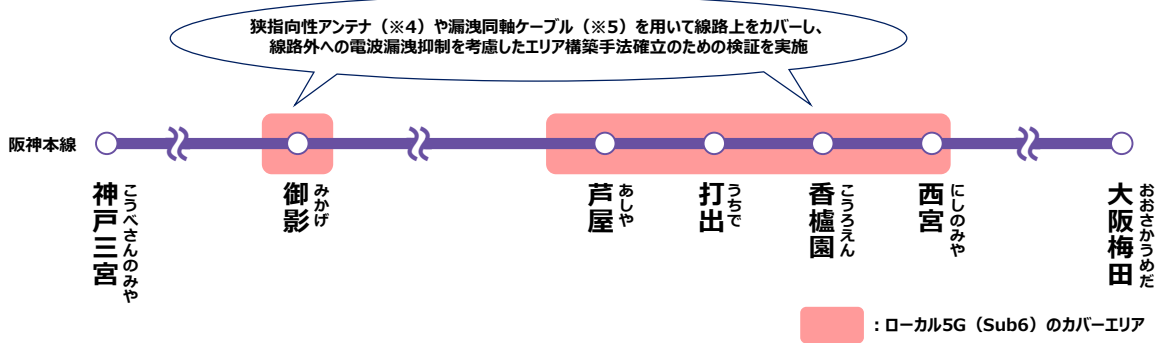 狭指向性アンテナ（※4）や漏洩同軸ケーブル（※5）を用いて線路上をカバーし、
線路外への電波漏洩抑制を考慮したエリア構築手法確立のための検証を実施
阪神本線
神戸三宮
こうべさんのみや
御影
みかげ
芦屋
あしや
打出
うちで
香櫨園
こうろえん
西宮
にしのみや
大阪梅田
おおさかうめだ
：ローカル5G（Sub6）のカバーエリア